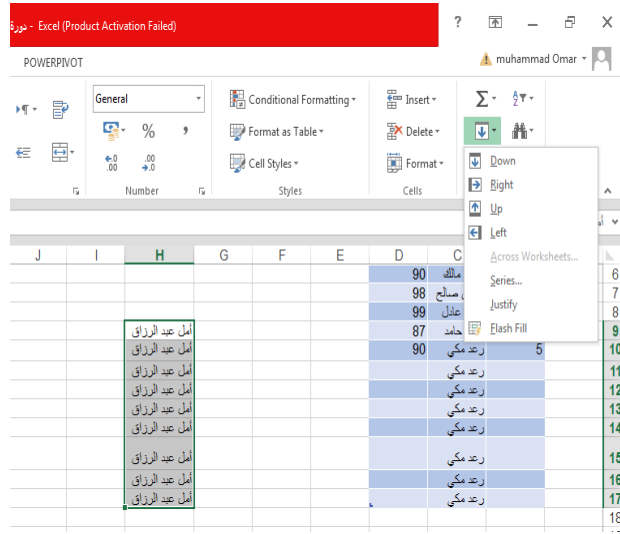 دورة - Excel (Product Activation Failed)
?
POWERPIVOT
muhammad Omar
General
Conditional Formatting
Insert
Σ
A
Z
%
,
Format as Table
Delete
←.0
.00
.00
→.0
Cell Styles
Format
Number
Styles
Cells
Down
Right
Up
Left
Across Worksheets...
Series...
Justify
Flash Fill
J I H G F E D C
90 مالك 6
98 صالح 7
99 عادل 8
أمل عبد الرزاق 87 حامد 9
أمل عبد الرزاق 90 رعد مكي 5 10
أمل عبد الرزاق رعد مكي 11
أمل عبد الرزاق رعد مكي 12
أمل عبد الرزاق رعد مكي 13
أمل عبد الرزاق رعد مكي 14
أمل عبد الرزاق رعد مكي 15
أمل عبد الرزاق رعد مكي 16
أمل عبد الرزاق رعد مكي 17
18